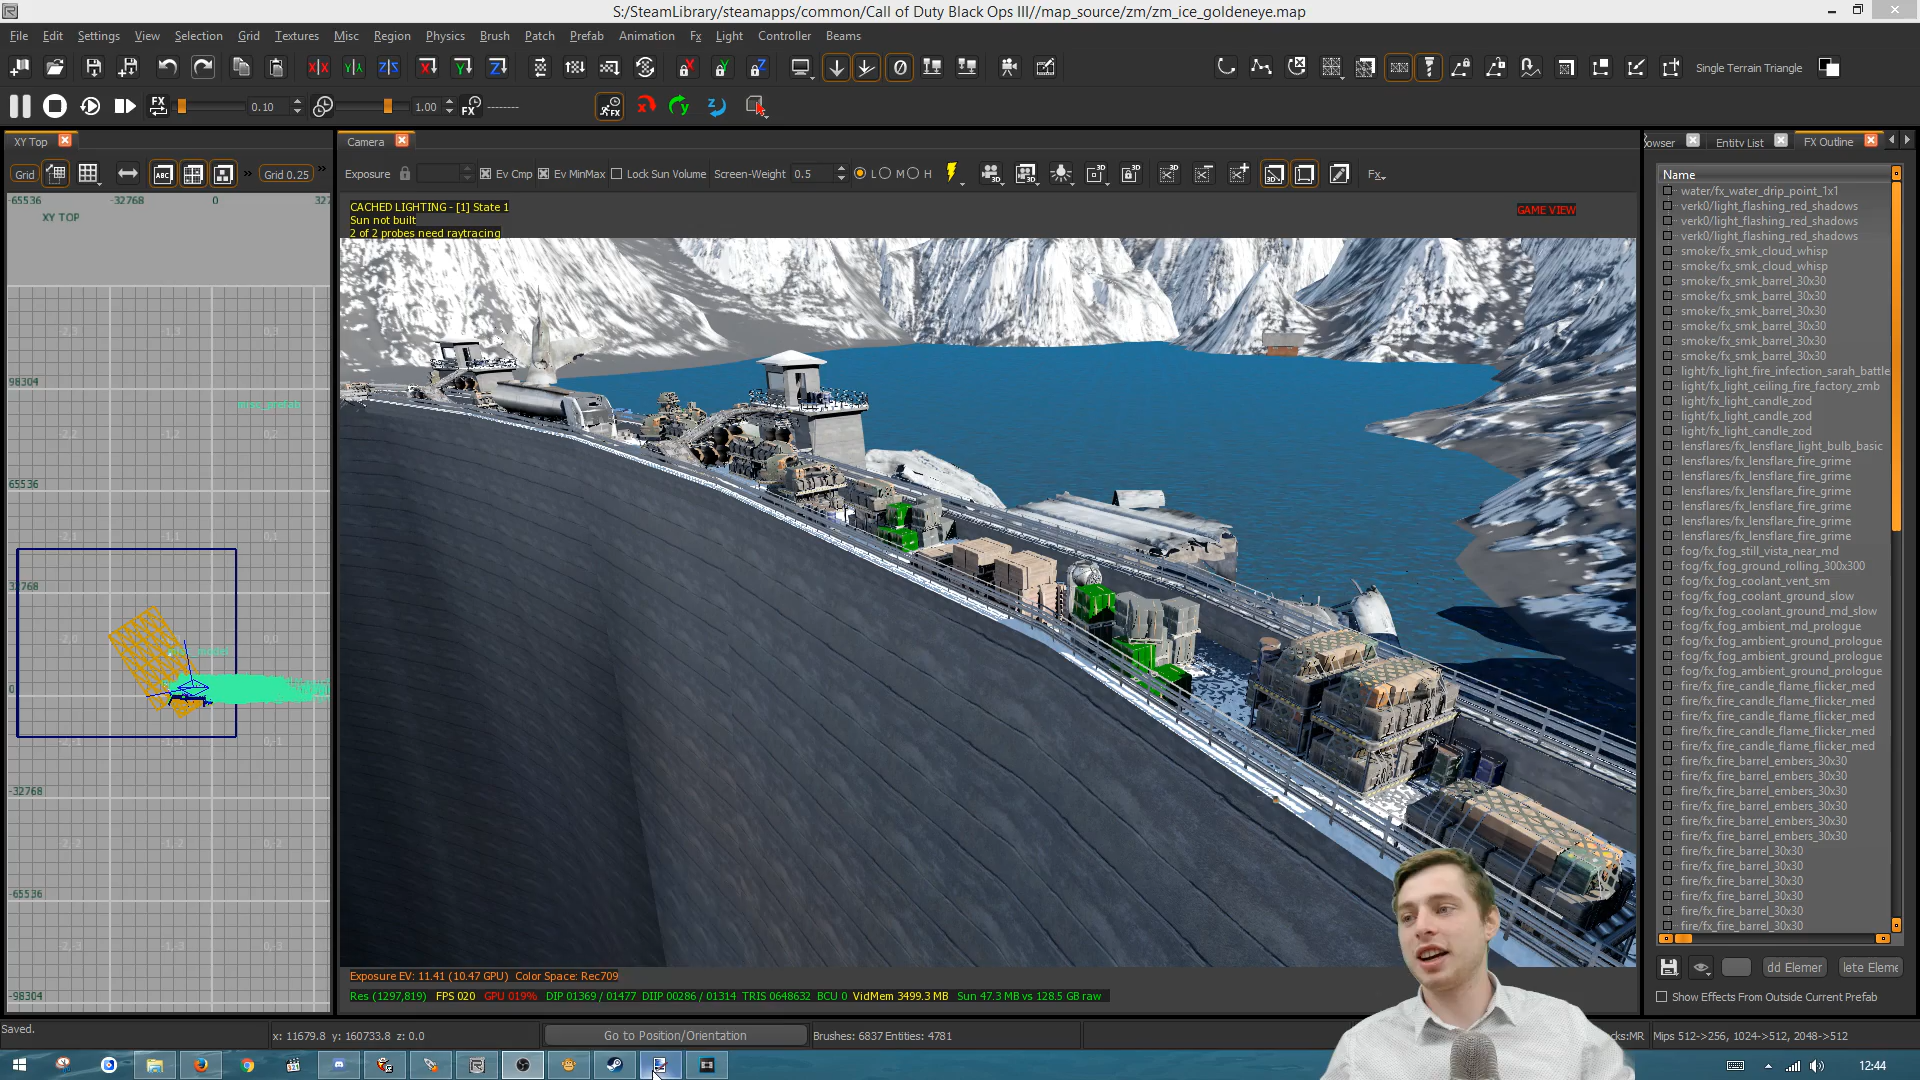 S:/SteamLibrary/steamapps/common/Call of Duty Black Ops III//map_source/zm/zm_ice_goldeneye.map
File Edit Settings View Selection Grid Textures Misc Region Physics Brush Patch Prefab Animation Fx Light Controller Beams
Single Terrain Triangle
FX 0.10 1.00 FX --------
XY Top Camera owser Entity List FX Outline
Grid ABC » Grid 0.25 »
Exposure Ev Cmp Ev MinMax Lock Sun Volume Screen-Weight 0.5 L M H Fx
Name
-65536 -32768 0 327
XY TOP
CACHED LIGHTING - [1] State 1
Sun not built
2 of 2 probes need raytracing
GAME VIEW
98304
65536
32768
0
-32768
-65536
-98304
water/fx_water_drip_point_1x1
verk0/light_flashing_red_shadows
verk0/light_flashing_red_shadows
verk0/light_flashing_red_shadows
smoke/fx_smk_cloud_whisp
smoke/fx_smk_cloud_whisp
smoke/fx_smk_barrel_30x30
smoke/fx_smk_barrel_30x30
smoke/fx_smk_barrel_30x30
smoke/fx_smk_barrel_30x30
smoke/fx_smk_barrel_30x30
smoke/fx_smk_barrel_30x30
light/fx_light_fire_infection_sarah_battle
light/fx_light_ceiling_fire_factory_zmb
light/fx_light_candle_zod
light/fx_light_candle_zod
light/fx_light_candle_zod
lensflares/fx_lensflare_light_bulb_basic
lensflares/fx_lensflare_fire_grime
lensflares/fx_lensflare_fire_grime
lensflares/fx_lensflare_fire_grime
lensflares/fx_lensflare_fire_grime
lensflares/fx_lensflare_fire_grime
lensflares/fx_lensflare_fire_grime
fog/fx_fog_still_vista_near_md
fog/fx_fog_ground_rolling_300x300
fog/fx_fog_coolant_vent_sm
fog/fx_fog_coolant_ground_slow
fog/fx_fog_coolant_ground_md_slow
fog/fx_fog_ambient_md_prologue
fog/fx_fog_ambient_ground_prologue
fog/fx_fog_ambient_ground_prologue
fog/fx_fog_ambient_ground_prologue
fire/fx_fire_candle_flame_flicker_med
fire/fx_fire_candle_flame_flicker_med
fire/fx_fire_candle_flame_flicker_med
fire/fx_fire_candle_flame_flicker_med
fire/fx_fire_candle_flame_flicker_med
fire/fx_fire_barrel_embers_30x30
fire/fx_fire_barrel_embers_30x30
fire/fx_fire_barrel_embers_30x30
fire/fx_fire_barrel_embers_30x30
fire/fx_fire_barrel_embers_30x30
fire/fx_fire_barrel_embers_30x30
fire/fx_fire_barrel_30x30
fire/fx_fire_barrel_30x30
fire/fx_fire_barrel_30x30
fire/fx_fire_barrel_30x30
fire/fx_fire_barrel_30x30
fire/fx_fire_barrel_30x30
dd Elemer lete Eleme
Show Effects From Outside Current Prefab
Exposure EV: 11.41 (10.47 GPU) Color Space: Rec709
Res (1297,819) FPS 020 GPU 019% DIP 01369 / 01477 DIIP 00286 / 01314 TRIS 0648632 BCU 0 VidMem 3499.3 MB Sun 47.3 MB vs 128.5 GB raw
Saved.
x: 11679.8 y: 160733.8 z: 0.0
Go to Position/Orientation
Brushes: 6837 Entities: 4781
cks:MR
Mips 512->256, 1024->512, 2048->512
12:44